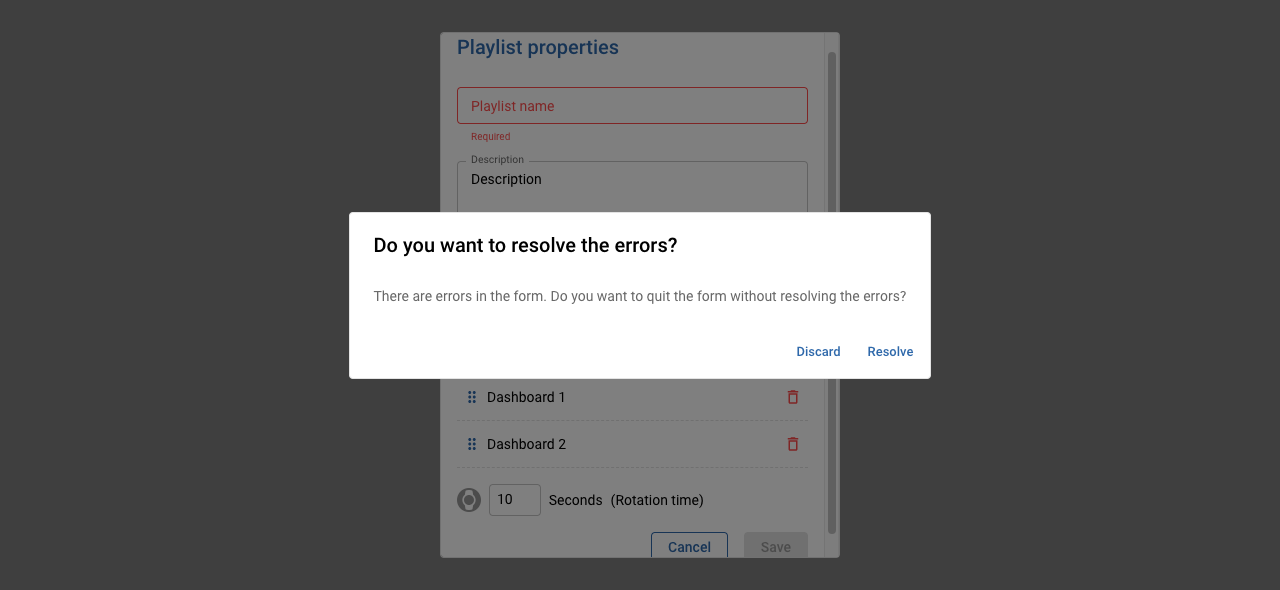 Playlist properties
Playlist name
Required
Description
Description
Do you want to resolve the errors?
There are errors in the form. Do you want to quit the form without resolving the errors?
Discard Resolve
Dashboard 1
Dashboard 2
10 Seconds (Rotation time)
Cancel Save